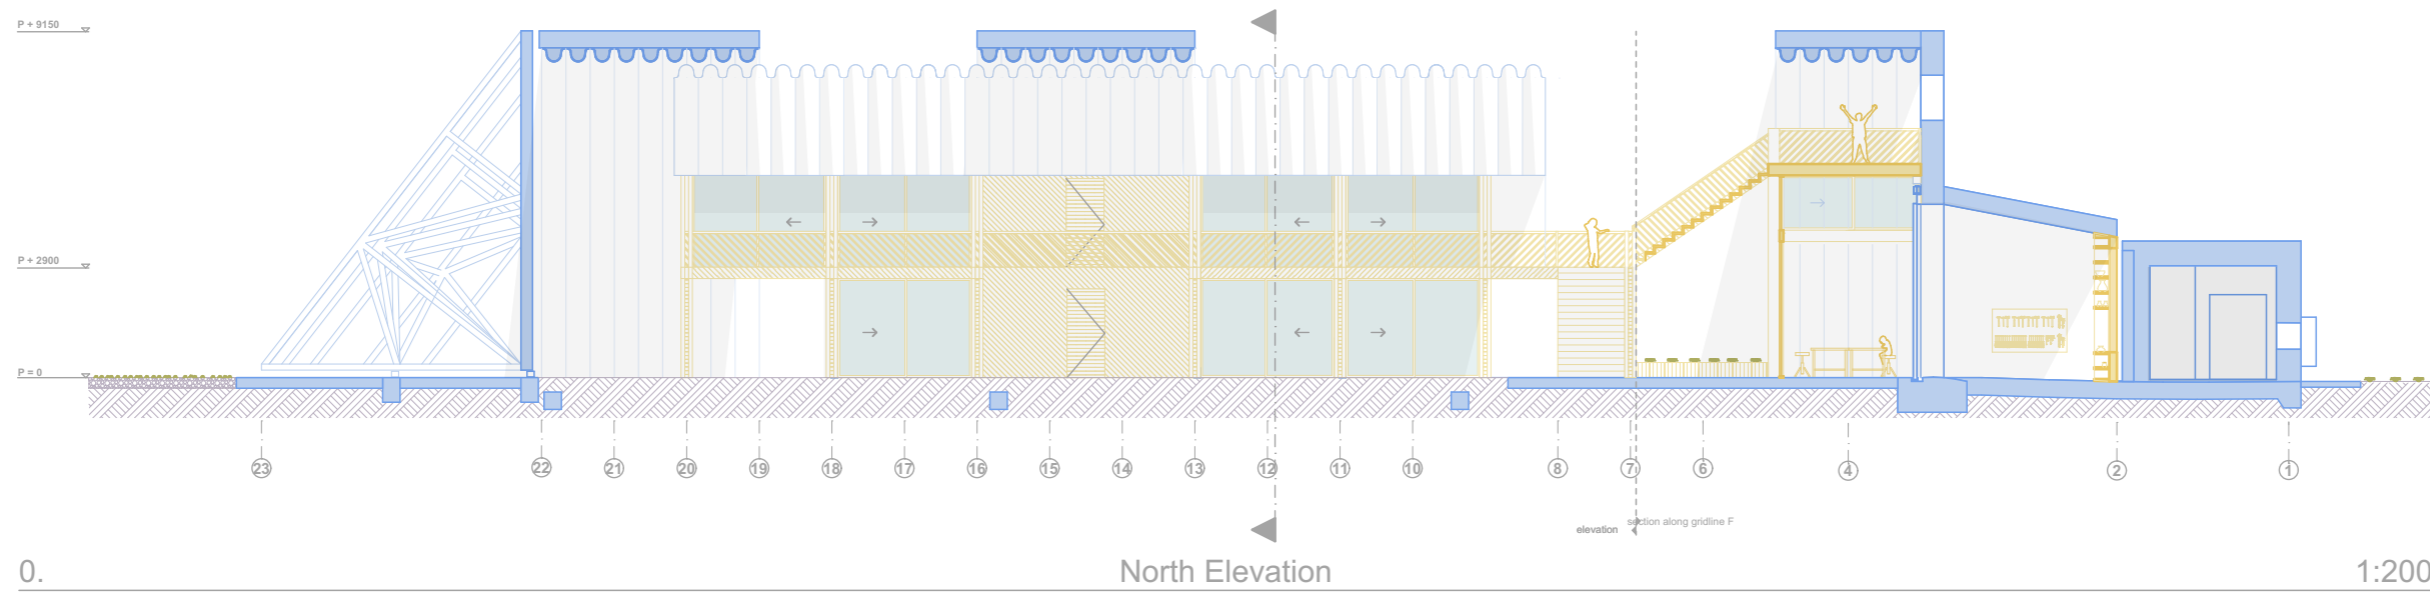 P + 9150
P + 2900
P = 0
23 22 21 20 19 18 17 16 15 14 13 12 11 10 8 7 6 4 2 1
elevation section along gridline F
0. North Elevation 1:200